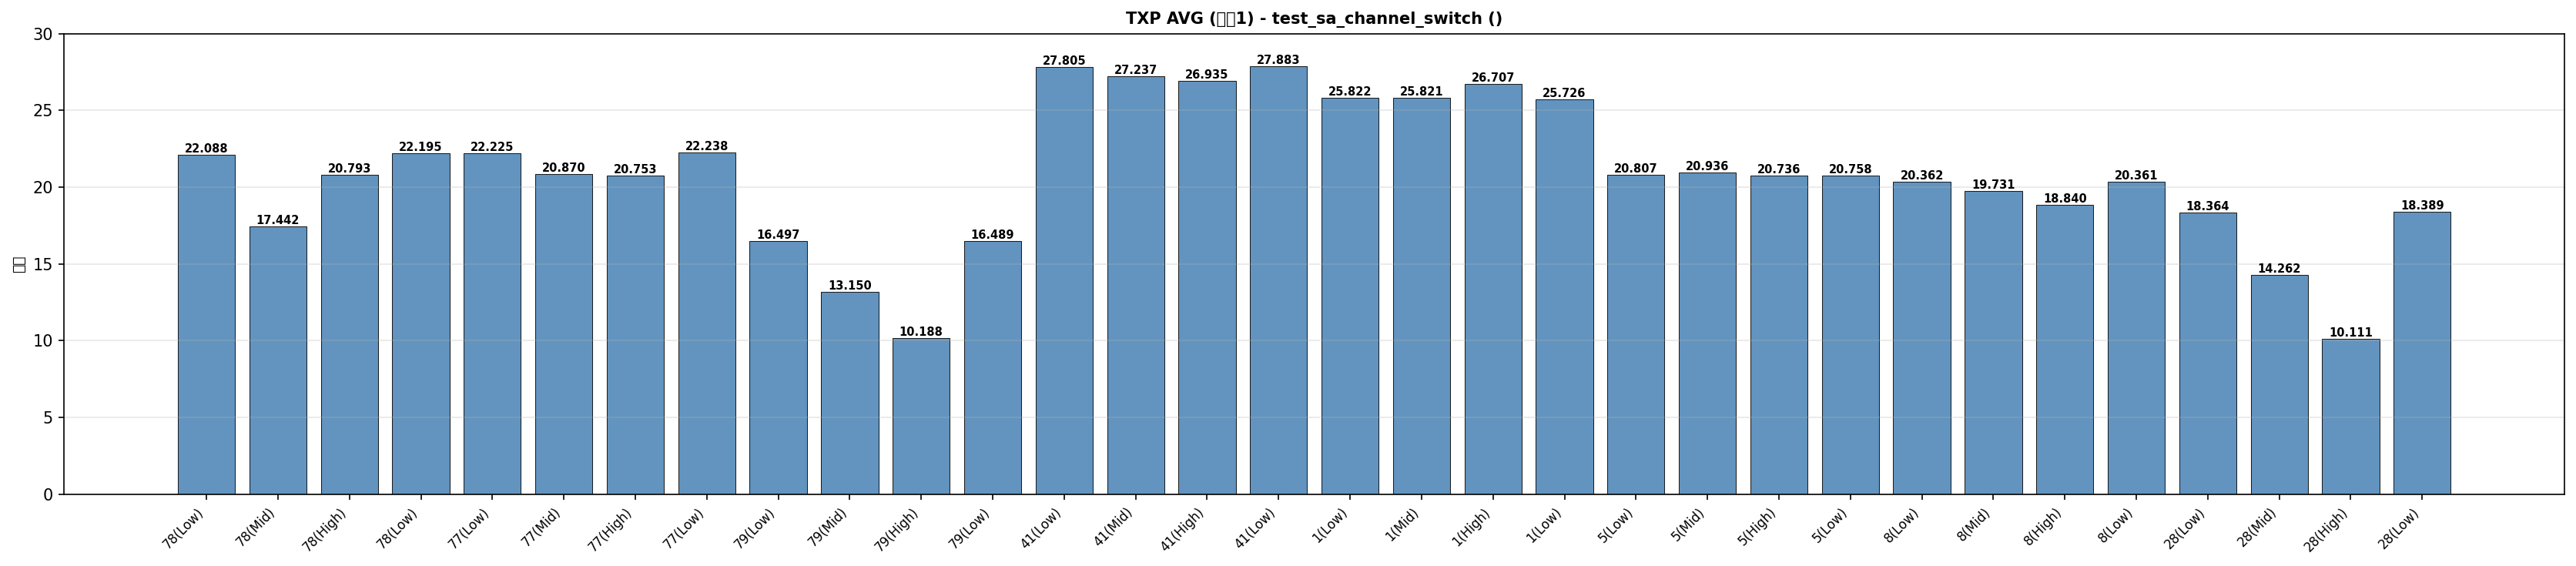 TXP AVG (1) - test_sa_channel_switch ()
30
25
20
15
10
5
0
22.088
17.442
20.793
22.195
22.225
20.870
20.753
22.238
16.497
13.150
10.188
16.489
27.805
27.237
26.935
27.883
25.822
25.821
26.707
25.726
20.807
20.936
20.736
20.758
20.362
19.731
18.840
20.361
18.364
14.262
10.111
18.389
78(Low)
78(Mid)
78(High)
78(Low)
77(Low)
77(Mid)
77(High)
77(Low)
79(Low)
79(Mid)
79(High)
79(Low)
41(Low)
41(Mid)
41(High)
41(Low)
1(Low)
1(Mid)
1(High)
1(Low)
5(Low)
5(Mid)
5(High)
5(Low)
8(Low)
8(Mid)
8(High)
8(Low)
28(Low)
28(Mid)
28(High)
28(Low)